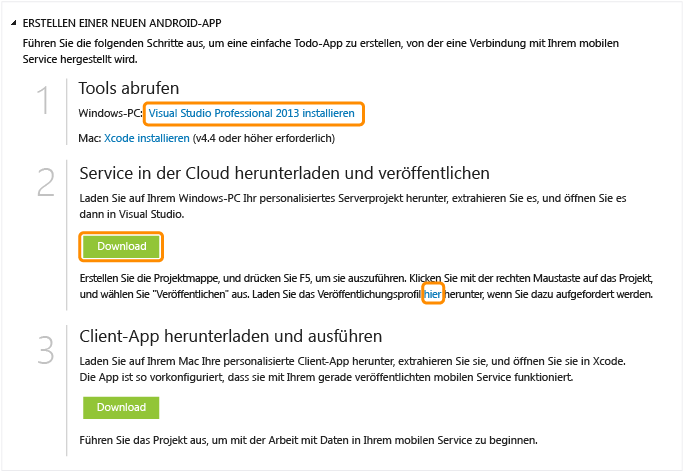 ERSTELLEN EINER NEUEN ANDROID-APP
Führen Sie die folgenden Schritte aus, um eine einfache Todo-App zu erstellen, von der eine Verbindung mit Ihrem mobilen
Service hergestellt wird.
1
Tools abrufen
Windows-PC: Visual Studio Professional 2013 installieren
Mac: Xcode installieren (v4.4 oder höher erforderlich)
2
Service in der Cloud herunterladen und veröffentlichen
Laden Sie auf Ihrem Windows-PC Ihr personalisiertes Serverprojekt herunter, extrahieren Sie es, und öffnen Sie es
dann in Visual Studio.
Download
Erstellen Sie die Projektmappe, und drücken Sie F5, um sie auszuführen. Klicken Sie mit der rechten Maustaste auf das Projekt,
und wählen Sie "Veröffentlichen" aus. Laden Sie das Veröffentlichungsprofil hier herunter, wenn Sie dazu aufgefordert werden.
3
Client-App herunterladen und ausführen
Laden Sie auf Ihrem Mac Ihre personalisierte Client-App herunter, extrahieren Sie sie, und öffnen Sie sie in Xcode.
Die App ist so vorkonfiguriert, dass sie mit Ihrem gerade veröffentlichten mobilen Service funktioniert.
Download
Führen Sie das Projekt aus, um mit der Arbeit mit Daten in Ihrem mobilen Service zu beginnen.